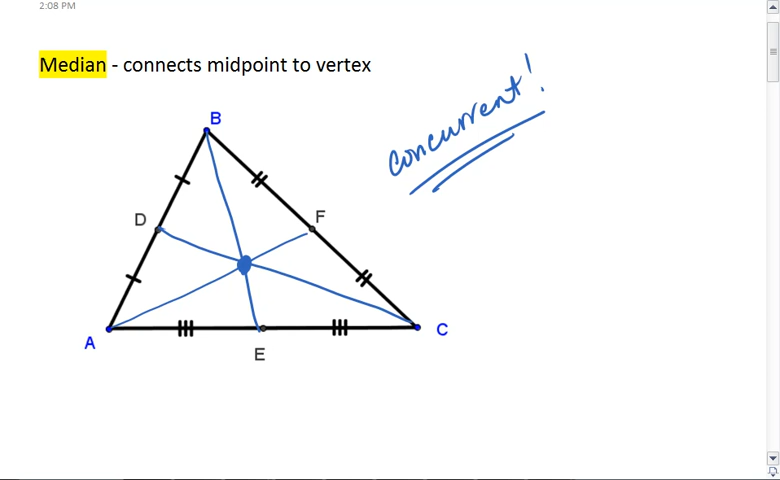 2:08 PM
Median - connects midpoint to vertex
concurrent!
B
D
F
A
C
E